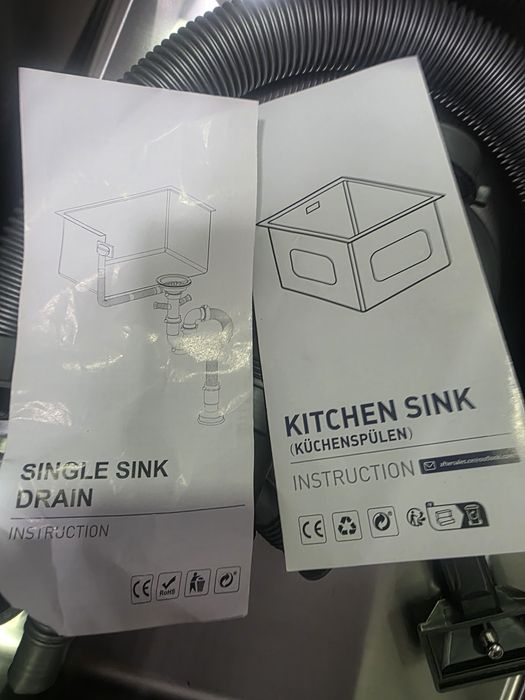 SINGLE SINK
DRAIN
INSTRUCTION
CE
RoHS
KITCHEN SINK
(KÜCHENSPÜLEN)
INSTRUCTION
CE